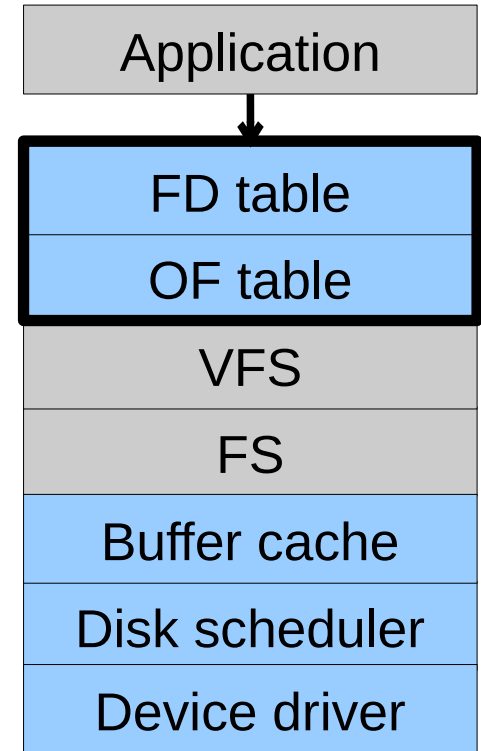 Application
FD table
OF table
VFS
FS
Buffer cache
Disk scheduler
Device driver